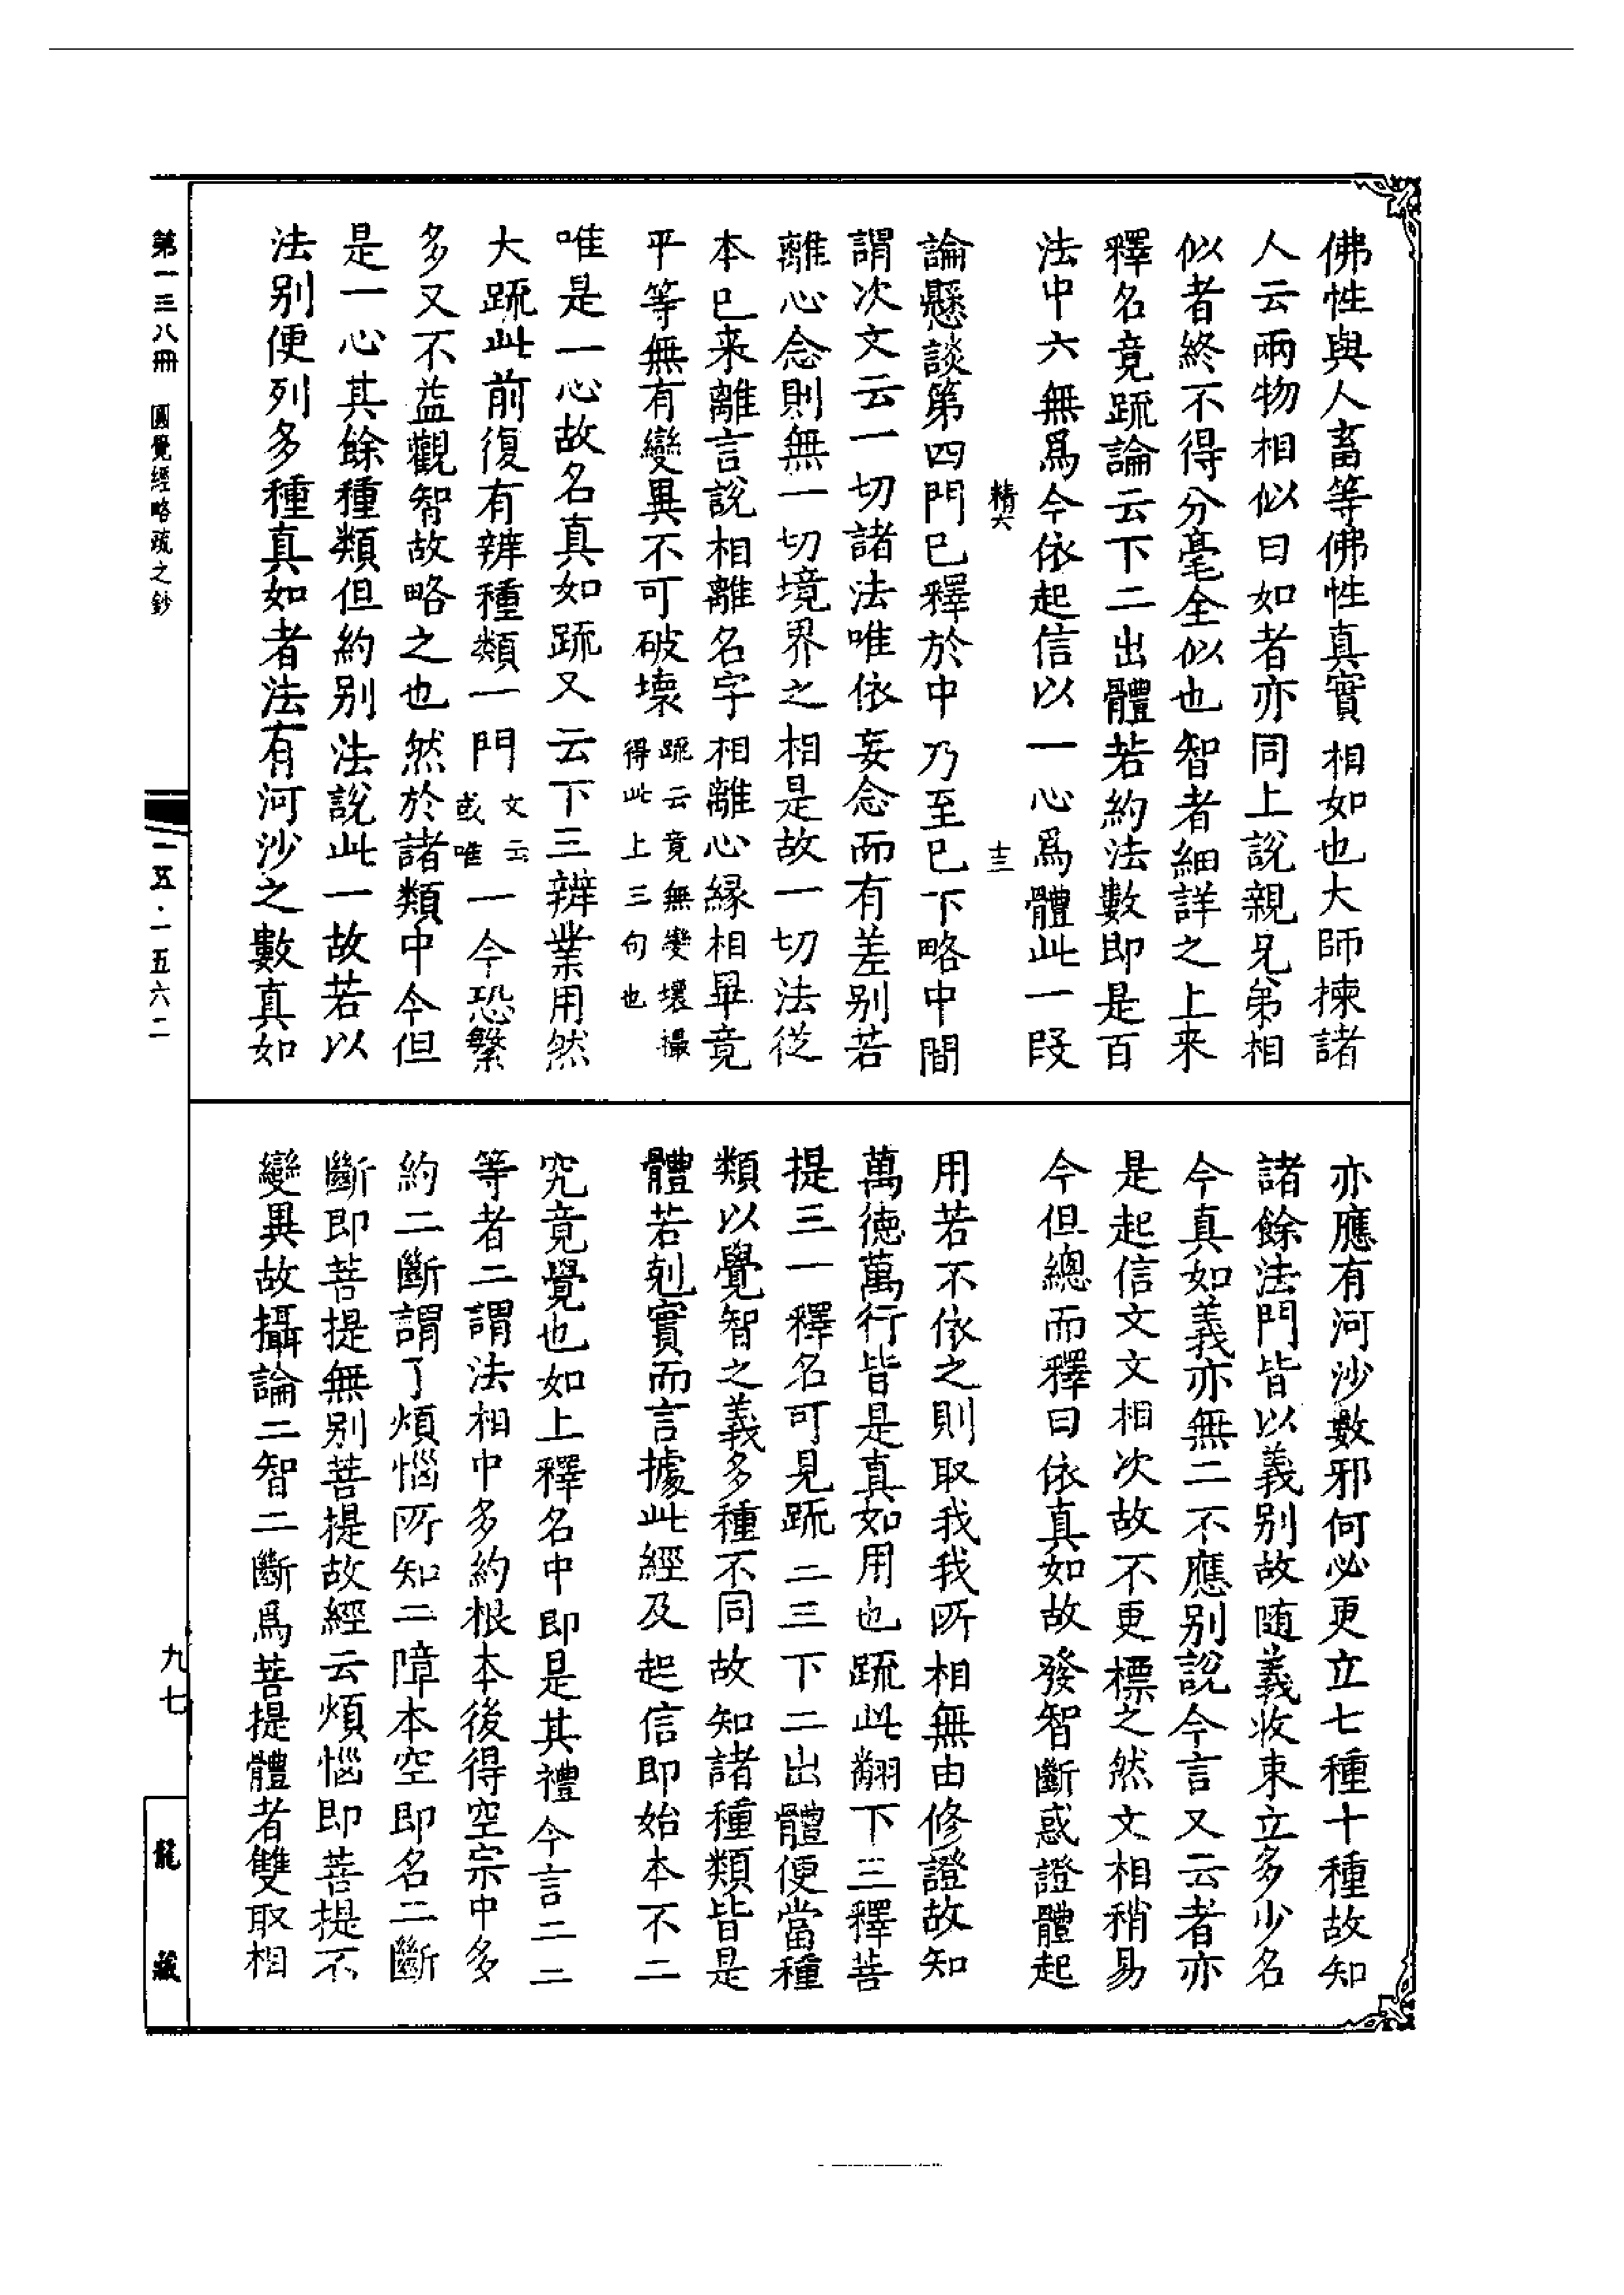 佛性與人畜等佛性真實相如也大師揀諸
人云兩物相似曰如者亦同上說親兄弟相
似者終不得分毫全似也智者細詳之上來
釋名竟䟽論云下二出體若約法數即是百
法中六無爲今依起信以一心爲體此一段
精六 十三
論懸談第四門已釋於中乃至已下略中間
謂次文云一切諸法唯依妄念而有差别若
離心念則無一切境界之相是故一切法從
本已来離言說相離名字相離心緣相畢竟
平等無有變異不可破壞䟽云竟無變壞撮得此上三句也
唯是一心故名真如䟽又云下三辨業用然
大䟽此前復有辨種類一門文云或唯一今恐繁
多又不益觀智故略之也然於諸類中今但
是一心其餘種類但約别法說此一故若以
法别便列多種真如者法有河沙之數真如
亦應有河沙數邪何必更立七種十種故知
諸餘法門皆以義别故随義收束立多少名
今真如義亦無二不應别說今言又云者亦
是起信文文相次故不更標之然文相稍易
今但總而釋曰依真如故發智斷惑證體起
用若不依之則取我我所相無由修證故知
萬德萬行皆是真如用也䟽此翻下三釋菩
提三一釋名可見䟽二三下二出體便當種
類以覺智之義多種不同故知諸種類皆是
體若剋實而言據此經及起信即始本不二
究竟覺也如上釋名中即是其禮今言二二
等者二謂法相中多約根本後得空宗中多
約二斷謂了煩惱所知二障本空即名二斷
斷即菩提無别菩提故經云煩惱即菩提不
變異故攝論二智二斷爲菩提體者雙取相
第一三八冊 圓覺經略疏之鈔
一五·一五六二
九七
龍藏